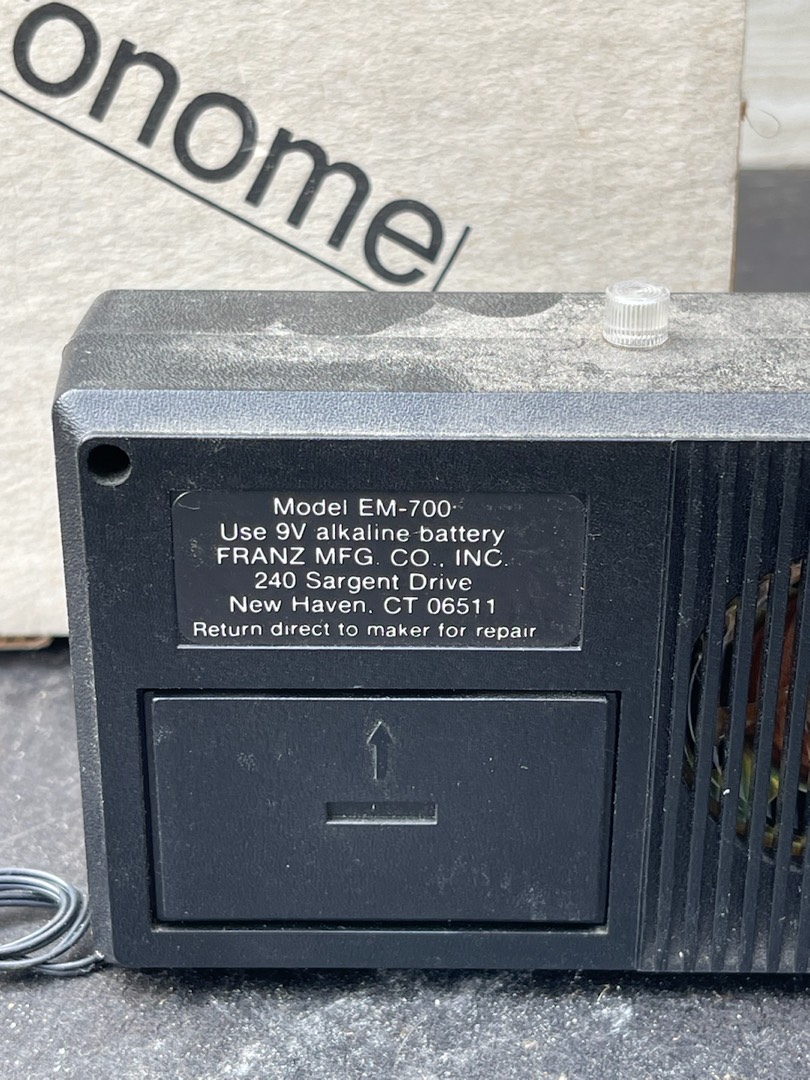 onome
Model EM-700
Use 9V alkaline battery
FRANZ MFG. CO., INC.
240 Sargent Drive
New Haven, CT 06511
Return direct to maker for repair